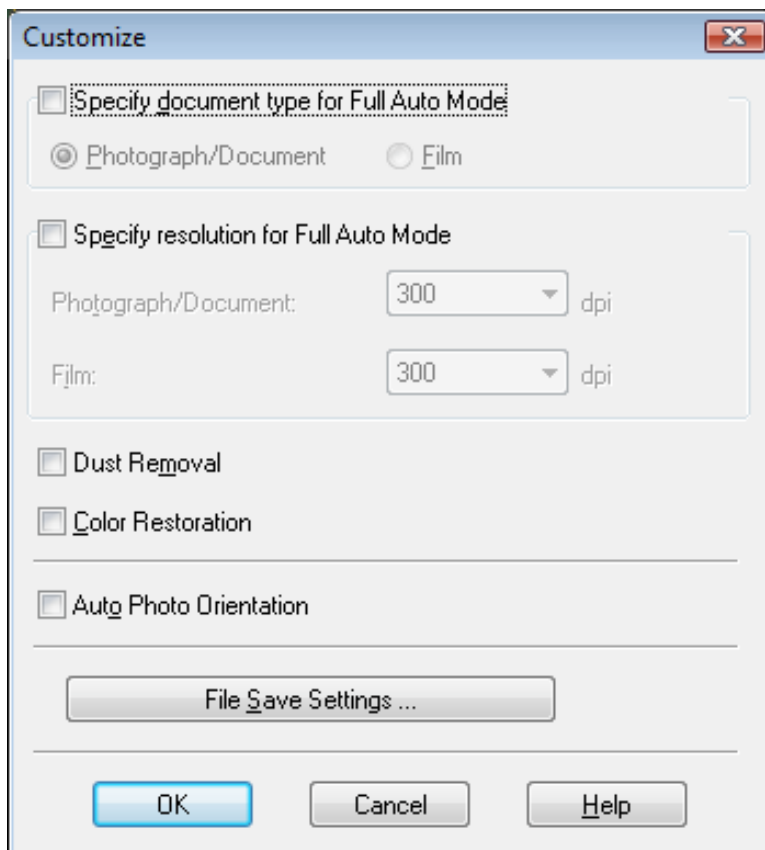 Customize
Specify document type for Full Auto Mode
Photograph/Document Film
Specify resolution for Full Auto Mode
Photograph/Document: 300 dpi
Film: 300 dpi
Dust Removal
Color Restoration
Auto Photo Orientation
File Save Settings ...
OK Cancel Help